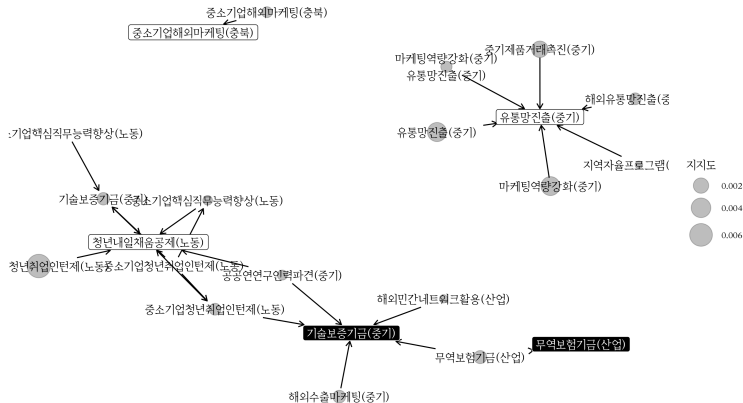 중소기업해외마케팅(충북)
중소기업해외마케팅(충북)
중기제품거래촉진(중기)
마케팅역량강화(중기)
유통망진출(중기)
해외유통망진출(중
유통망진출(중기)
유통망진출(중기)
소기업핵심직무능력향상(노동)
지역자율프로그램(
지지도
마케팅역량강화(중기)
0.002
기술보증기금(중기)
소기업핵심직무능력향상(노동)
0.004
0.006
청년내일채움공제(노동)
청년취업인턴제(노동)
중소기업청년취업인턴제(노동)
공공연연구인력파견(중기)
해외민간네트워크활용(산업)
중소기업청년취업인턴제(노동)
기술보증기금(중기)
무역보험기금(산업)
무역보험기금(산업)
해외수출마케팅(중기)